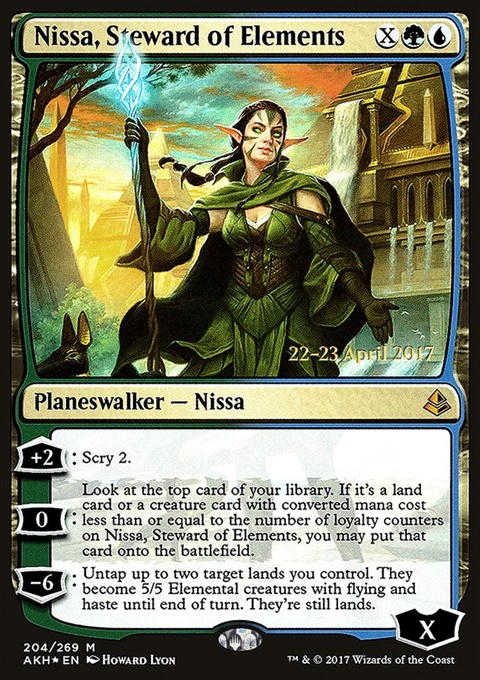 Nissa, Steward of Elements X
22–23 April 2017
Planeswalker — Nissa
+2 : Scry 2.
Look at the top card of your library. If it's a land
card or a creature card with converted mana cost
0 : less than or equal to the number of loyalty counters
on Nissa, Steward of Elements, you may put that
card onto the battlefield.
-6 : Untap up to two target lands you control. They
become 5/5 Elemental creatures with flying and
haste until end of turn. They're still lands.
X
204/269 M
AKH★EN Howard Lyon ™ & © 2017 Wizards of the Coast